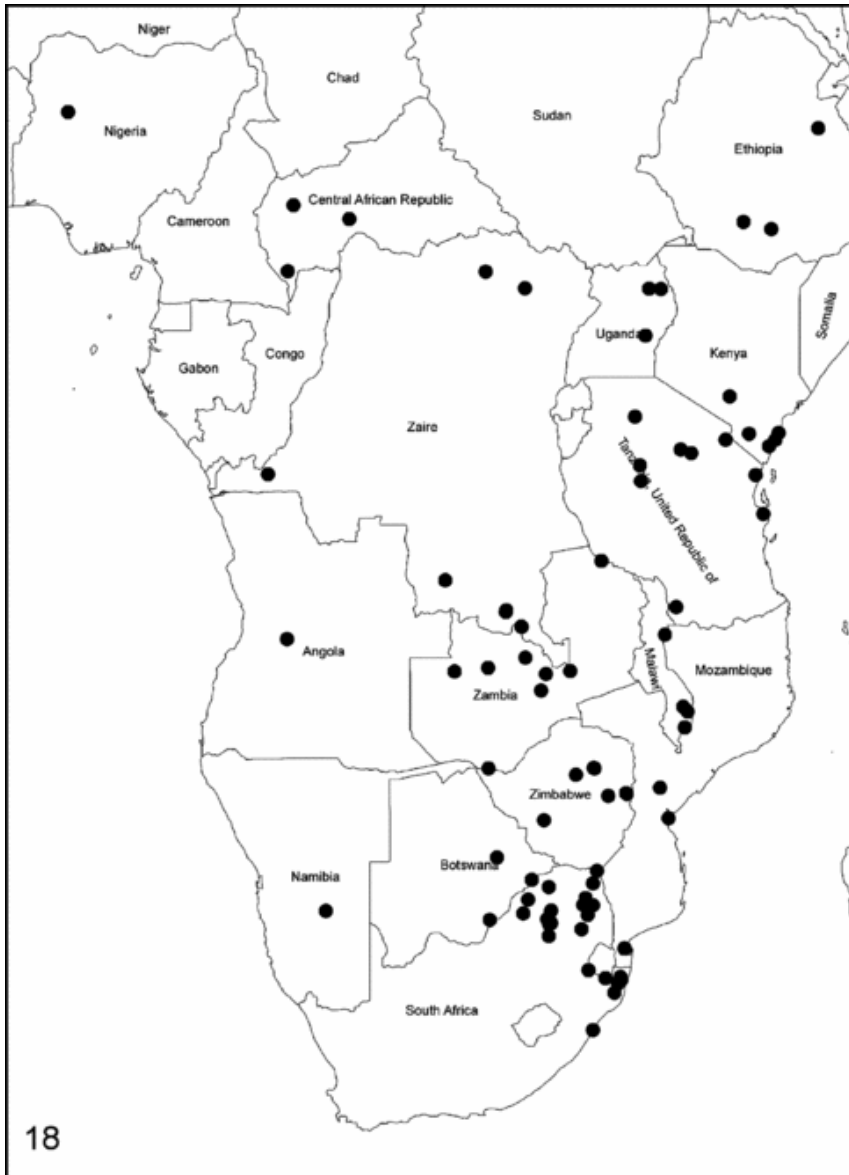 Niger
Chad
Sudan
Nigeria
Ethiopia
Central African Republic
Cameroon
Somalia
Uganda
Kenya
Congo
Gabon
Zaire
United Republic of
Angola
Malawi
Mozambique
Zambia
Zimbabwe
Botswana
Namibia
South Africa
18